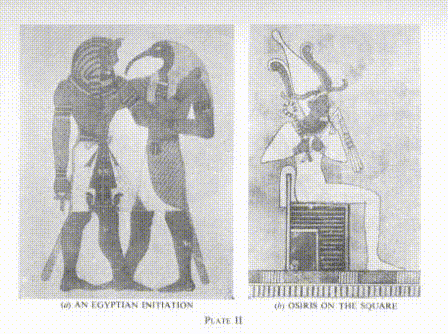 (a) AN EGYPTIAN INITIATION
(b) OSIRIS ON THE SQUARE
PLATE II